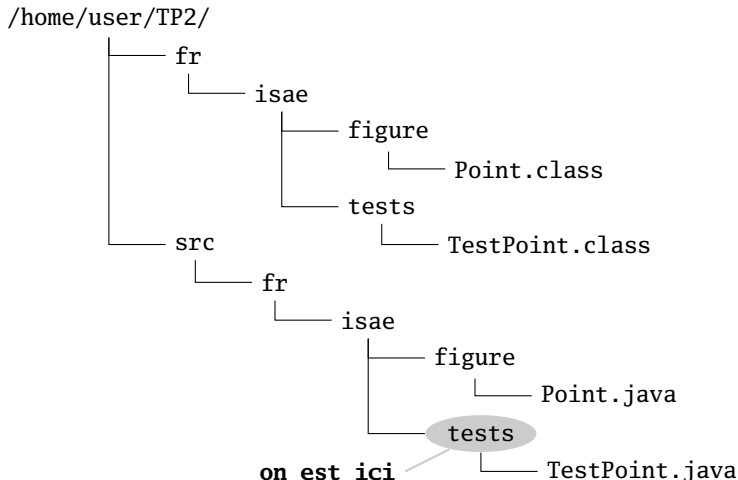 /home/user/TP2/
fr
isae
figure
Point.class
tests
TestPoint.class
src
fr
isae
figure
Point.java
tests
on est ici
TestPoint.java